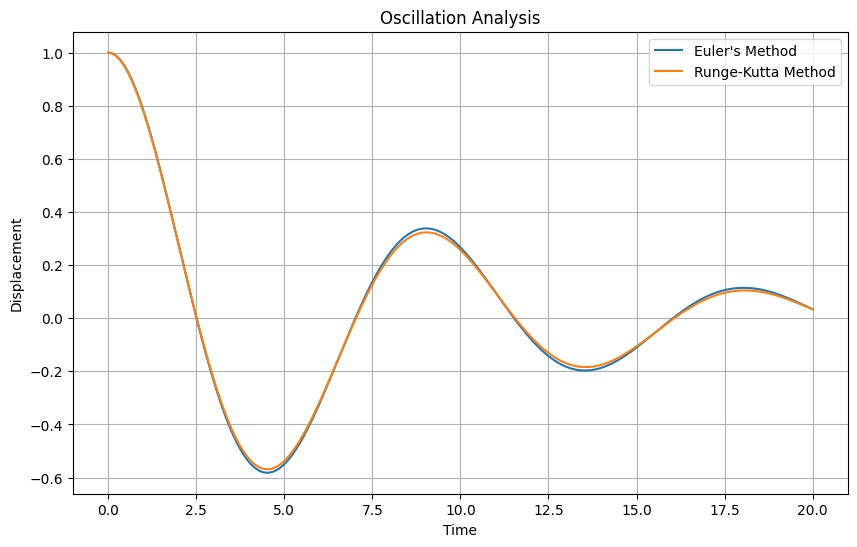 Oscillation Analysis
Euler's Method
Runge-Kutta Method
1.0
0.8
0.6
0.4
0.2
0.0
−0.2
−0.4
−0.6
Displacement
0.0 2.5 5.0 7.5 10.0 12.5 15.0 17.5 20.0
Time